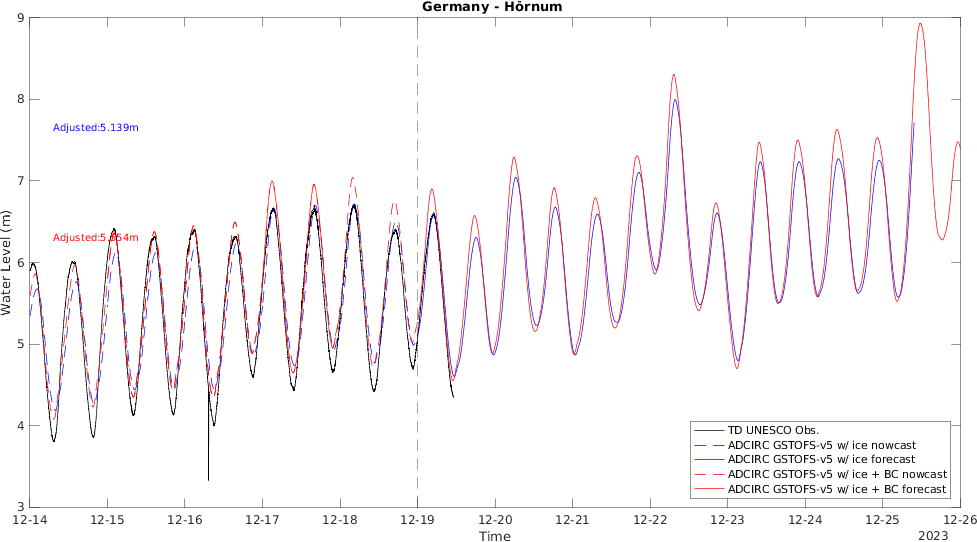 Germany - Hörnum
Water Level (m)
9
8
7
6
5
4
3
Adjusted:5.139m
Adjusted:5.154m
TD UNESCO Obs.
ADCIRC GSTOFS-v5 w/ ice nowcast
ADCIRC GSTOFS-v5 w/ ice forecast
ADCIRC GSTOFS-v5 w/ ice + BC nowcast
ADCIRC GSTOFS-v5 w/ ice + BC forecast
12-14 12-15 12-16 12-17 12-18 12-19 12-20 12-21 12-22 12-23 12-24 12-25 12-26
Time
2023